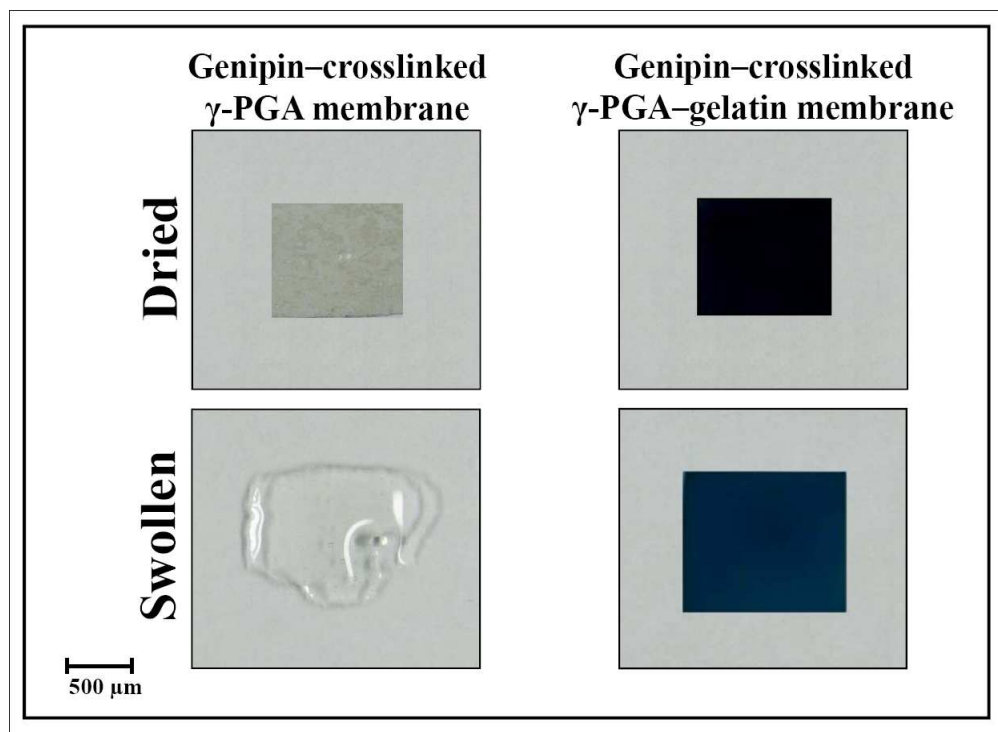 Genipin–crosslinked
γ-PGA membrane
Genipin–crosslinked
γ-PGA–gelatin membrane
Dried
Swollen
500 μm